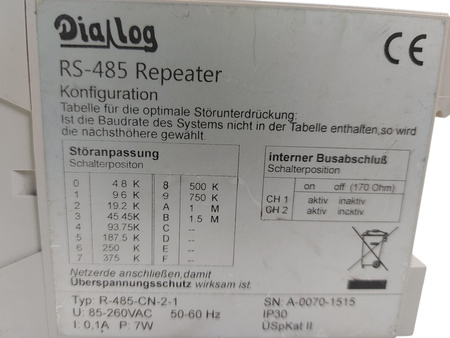 Diallog
CE
RS-485 Repeater
Konfiguration
Tabelle für die optimale Störunterdrückung:
Ist die Baudrate des Systems nicht in der Tabelle enthalten,so wird
die nächsthöhere gewählt.
Störanpassung
Schalterpositon
0 4.8 K 8 500 K
1 9.6 K 9 750 K
2 19.2 K A 1 M
3 45.45K B 1.5 M
4 93.75K C --
5 187.5 K D --
6 250 K E --
7 375 K F --
interner Busabschluß
Schalterposition
on off (170 Ohm)
CH 1 aktiv inaktiv
CH 2 aktiv inaktiv
Netzerde anschließen,damit
Überspannungsschutz wirksam ist.
Typ: R-485-CN-2-1 SN: A-0070-1515
U: 85-260VAC 50-60 Hz IP30
I: 0,1A P: 7W ÜSpKat II